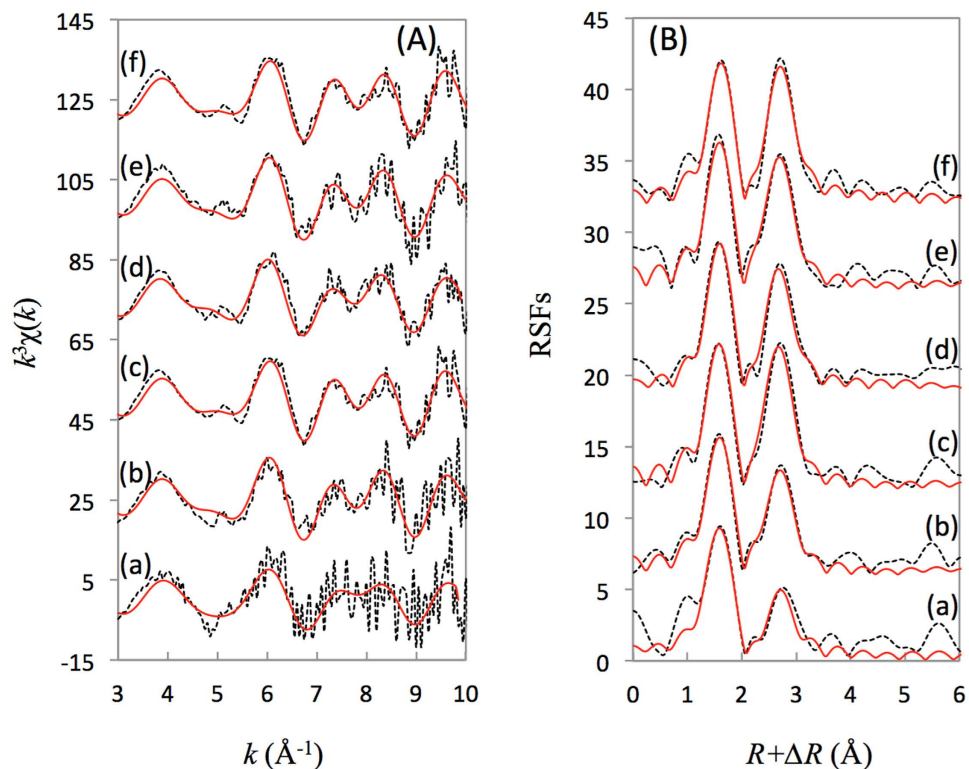 145
125
105
85
65
45
25
5
-15
k³χ(k)
(A)
(f)
(e)
(d)
(c)
(b)
(a)
3 4 5 6 7 8 9 10
k (Å⁻¹)
45
40
35
30
25
20
15
10
5
0
RSFs
(B)
(f)
(e)
(d)
(c)
(b)
(a)
0 1 2 3 4 5 6
R+ΔR (Å)